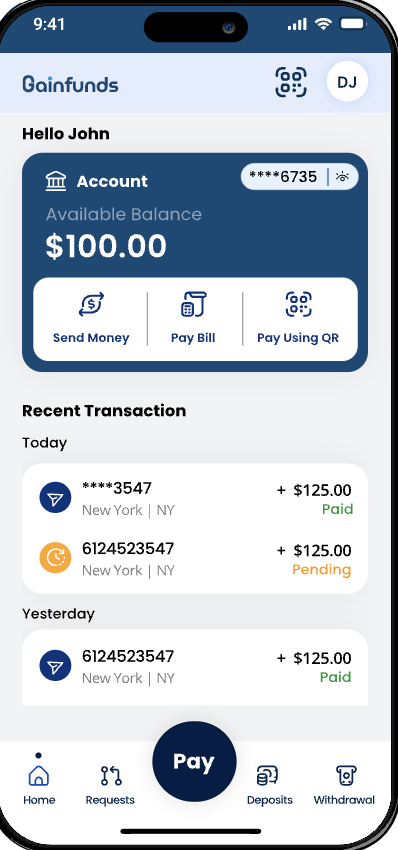 9:41
Gainfunds
DJ
Hello John
Account
****6735
Available Balance
$100.00
Send Money
Pay Bill
Pay Using QR
Recent Transaction
Today
****3547
+ $125.00
New York | NY
Paid
6124523547
+ $125.00
New York | NY
Pending
Yesterday
6124523547
+ $125.00
New York | NY
Paid
Pay
Home
Requests
Deposits
Withdrawal